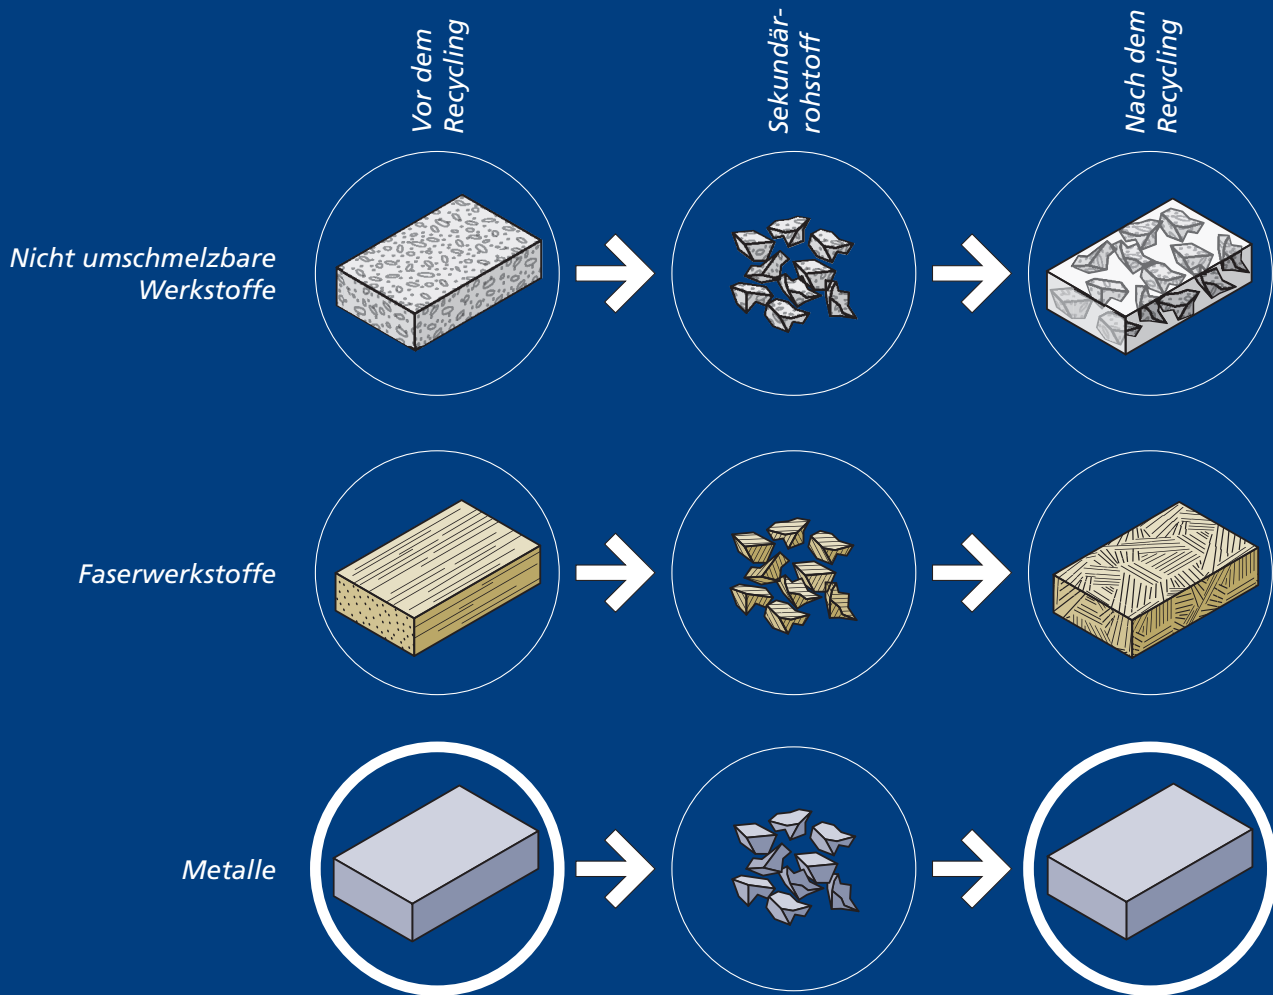 Vor dem
Recycling
Sekundär-
rohstoff
Nach dem
Recycling
Nicht umschmelzbare
Werkstoffe
Faserwerkstoffe
Metalle